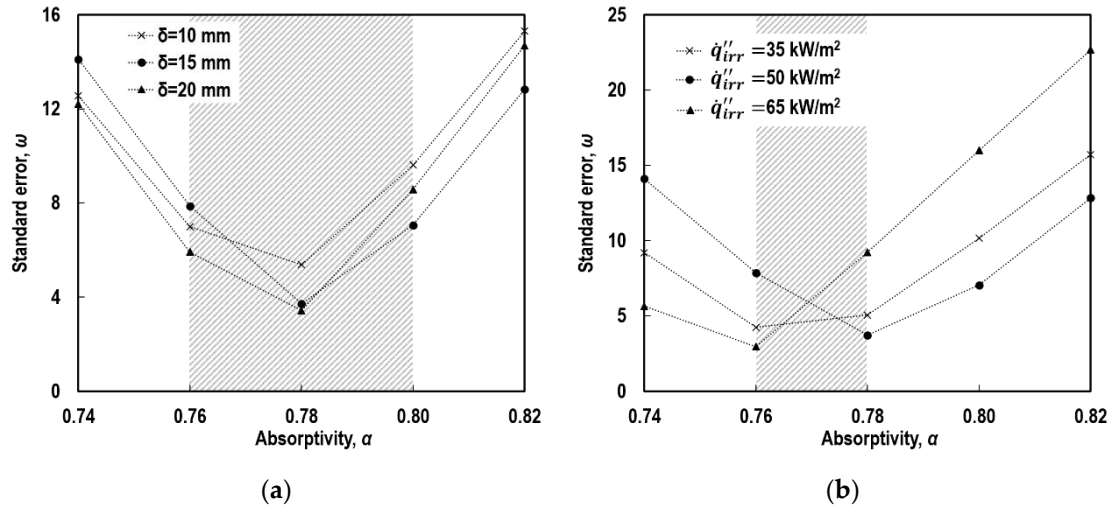 16
12
8
4
0
Standard error, ω
δ=10 mm
δ=15 mm
δ=20 mm
0.74 0.76 0.78 0.80 0.82
Absorptivity, α
(a)
25
20
15
10
5
0
Standard error, ω
q̇''irr =35 kW/m²
q̇''irr =50 kW/m²
q̇''irr =65 kW/m²
0.74 0.76 0.78 0.80 0.82
Absorptivity, α
(b)